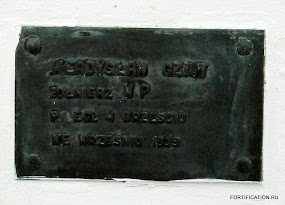 WŁADYSŁAW
ŻOŁNIERZ W P
POLEGŁ W BRZEŚCIU
WE WRZEŚNIU 1939
FORTIFICATION.RU